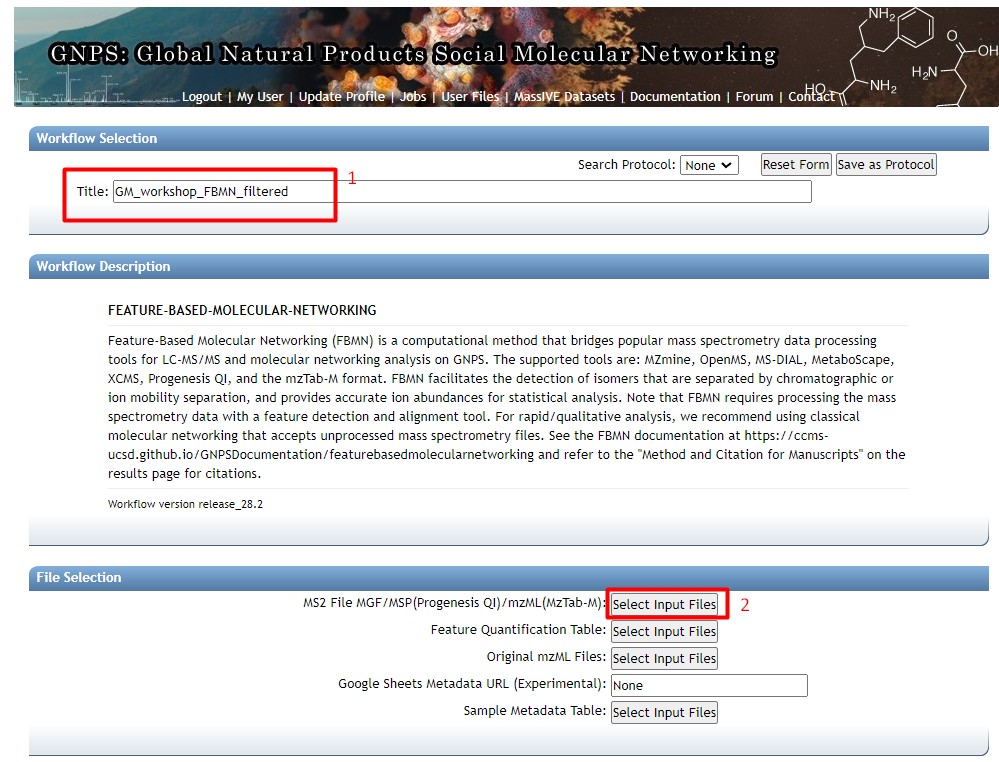 GNPS: Global Natural Products Social Molecular Networking
NH2
O
OH
H2N
NH2
HO
Logout | My User | Update Profile | Jobs | User Files | MassIVE Datasets | Documentation | Forum | Contact
Workflow Selection
Search Protocol: None Reset Form Save as Protocol
Title: GM_workshop_FBMN_filtered 1
Workflow Description
FEATURE-BASED-MOLECULAR-NETWORKING
Feature-Based Molecular Networking (FBMN) is a computational method that bridges popular mass spectrometry data processing
tools for LC-MS/MS and molecular networking analysis on GNPS. The supported tools are: MZmine, OpenMS, MS-DIAL, MetaboScape,
XCMS, Progenesis QI, and the mzTab-M format. FBMN facilitates the detection of isomers that are separated by chromatographic or
ion mobility separation, and provides accurate ion abundances for statistical analysis. Note that FBMN requires processing the mass
spectrometry data with a feature detection and alignment tool. For rapid/qualitative analysis, we recommend using classical
molecular networking that accepts unprocessed mass spectrometry files. See the FBMN documentation at https://ccms-
ucsd.github.io/GNPSDocumentation/featurebasedmolecularnetworking and refer to the "Method and Citation for Manuscripts" on the
results page for citations.
Workflow version release_28.2
File Selection
MS2 File MGF/MSP(Progenesis QI)/mzML(MzTab-M): Select Input Files 2
Feature Quantification Table: Select Input Files
Original mzML Files: Select Input Files
Google Sheets Metadata URL (Experimental): None
Sample Metadata Table: Select Input Files